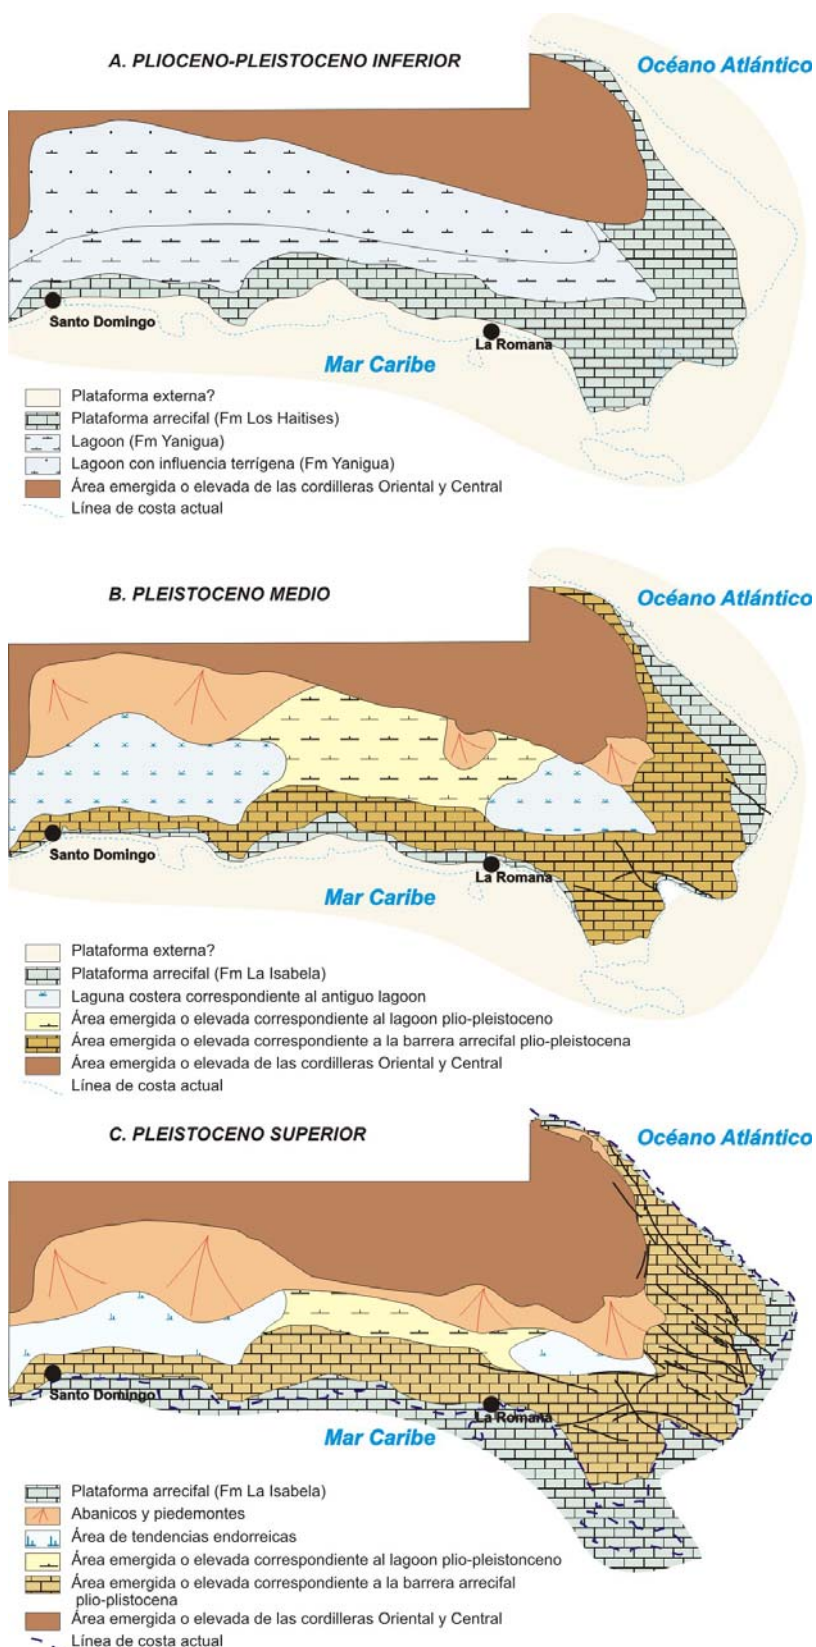 A. PLIOCENO-PLEISTOCENO INFERIOR
Océano Atlántico
Santo Domingo
La Romana
Mar Caribe
Plataforma externa?
Plataforma arrecifal (Fm Los Haitises)
Lagoon (Fm Yanigua)
Lagoon con influencia terrígena (Fm Yanigua)
Área emergida o elevada de las cordilleras Oriental y Central
Línea de costa actual
B. PLEISTOCENO MEDIO
Océano Atlántico
Santo Domingo
La Romana
Mar Caribe
Plataforma externa?
Plataforma arrecifal (Fm La Isabela)
Laguna costera correspondiente al antiguo lagoon
Área emergida o elevada correspondiente al lagoon plio-pleistoceno
Área emergida o elevada correspondiente a la barrera arrecifal plio-pleistocena
Área emergida o elevada de las cordilleras Oriental y Central
Línea de costa actual
C. PLEISTOCENO SUPERIOR
Océano Atlántico
Santo Domingo
La Romana
Mar Caribe
Plataforma arrecifal (Fm La Isabela)
Abanicos y piedemontes
Área de tendencias endorreicas
Área emergida o elevada correspondiente al lagoon plio-pleistonceno
Área emergida o elevada correspondiente a la barrera arrecifal
plio-plistocena
Área emergida o elevada de las cordilleras Oriental y Central
Línea de costa actual